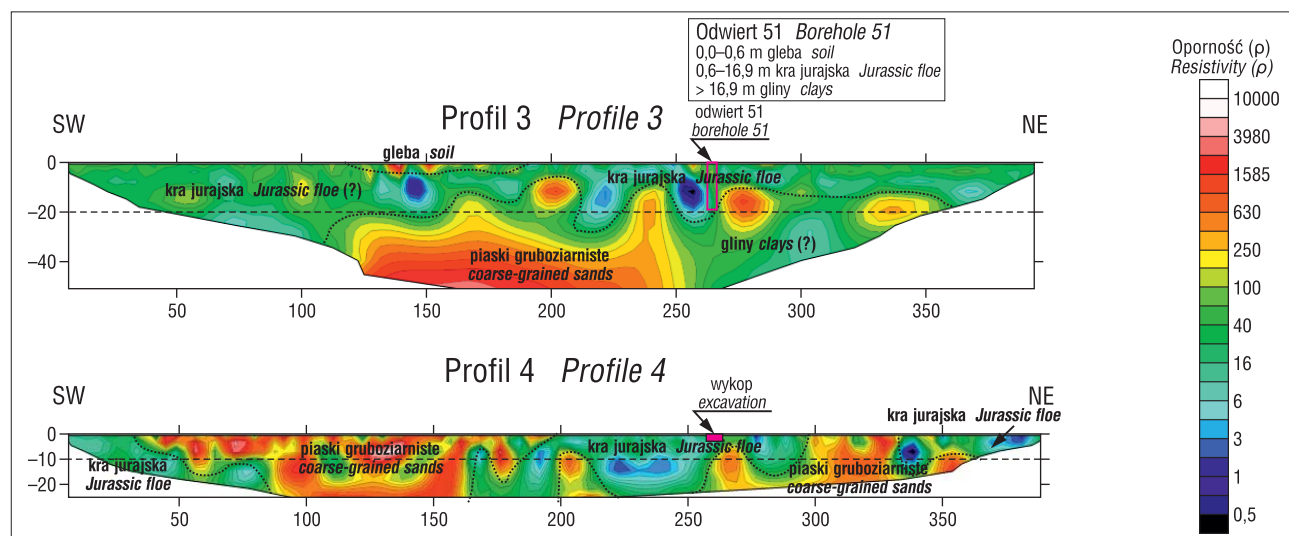 Odwiert 51 Borehole 51
0,0–0,6 m gleba soil
0,6–16,9 m kra jurajska Jurassic floe
> 16,9 m gliny clays
Oporność (ρ)
Resistivity (ρ)
10000
3980
1585
630
250
100
40
16
6
3
1
0,5
SW
Profil 3 Profile 3
odwiert 51
borehole 51
NE
gleba soil
0
kra jurajska Jurassic floe (?)
kra jurajska Jurassic floe
–20
gliny clays (?)
piaski gruboziarniste
coarse-grained sands
–40
50 100 150 200 250 300 350
Profil 4 Profile 4
SW
wykop
excavation
NE
kra jurajska Jurassic floe
0
piaski gruboziarniste
coarse-grained sands
kra jurajska Jurassic floe
–10
kra jurajska
Jurassic floe
piaski gruboziarniste
coarse-grained sands
–20
50 100 150 200 250 300 350